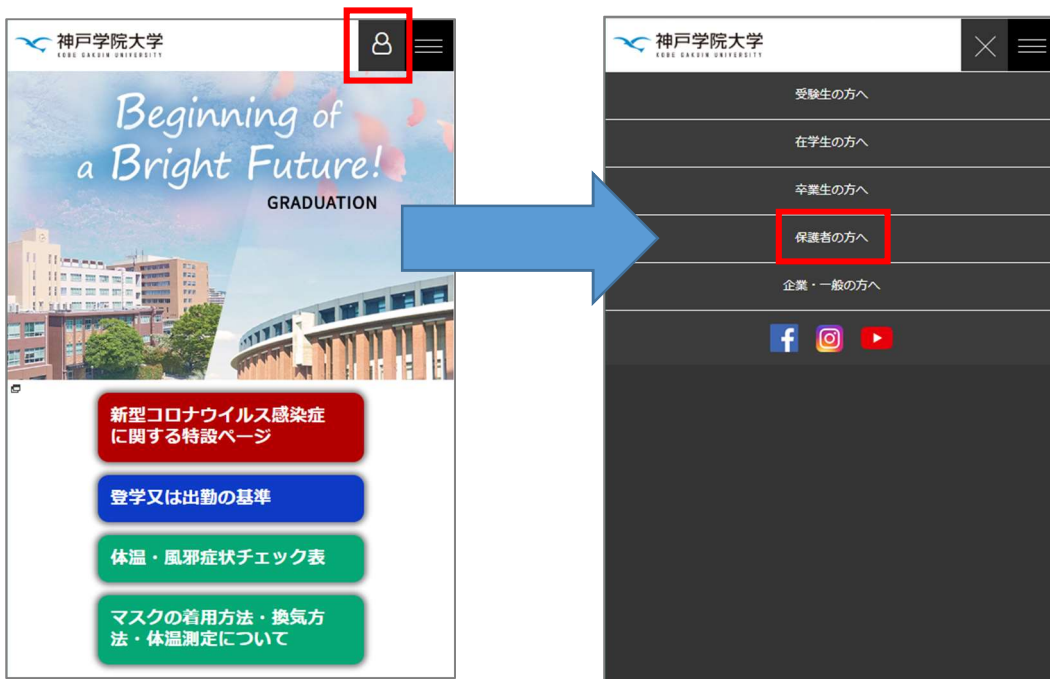 神戸学院大学
KOBE GAKUIN UNIVERSITY
Beginning of
a Bright Future!
GRADUATION
新型コロナウイルス感染症
に関する特設ページ
登学又は出勤の基準
体温・風邪症状チェック表
マスクの着用方法・換気方
法・体温測定について
神戸学院大学
KOBE GAKUIN UNIVERSITY
受験生の方へ
在学生の方へ
卒業生の方へ
保護者の方へ
企業・一般の方へ